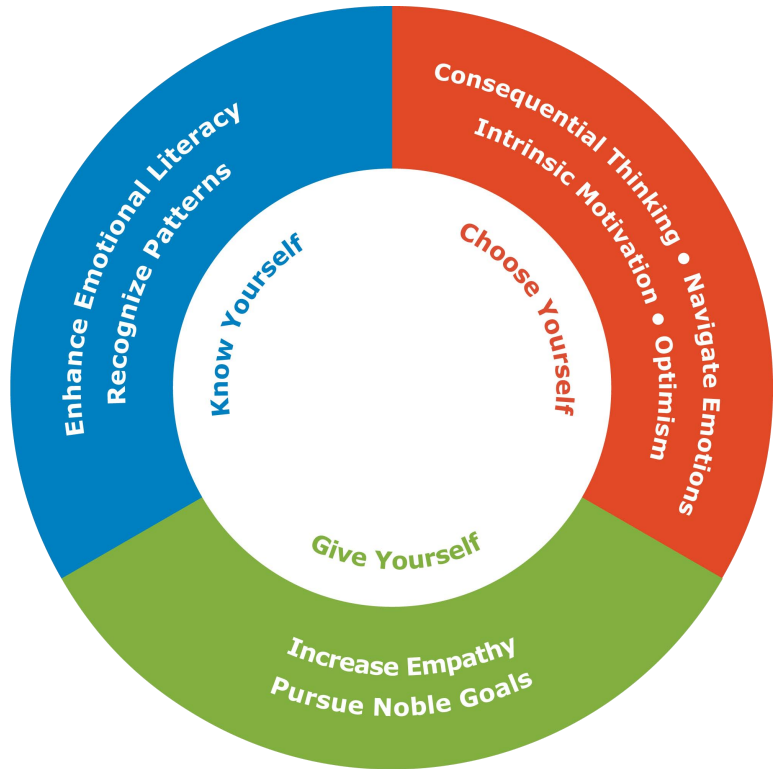 Enhance Emotional Literacy
Recognize Patterns
Know Yourself
Consequential Thinking ● Navigate Emotions
Intrinsic Motivation ● Optimism
Choose Yourself
Give Yourself
Increase Empathy
Pursue Noble Goals